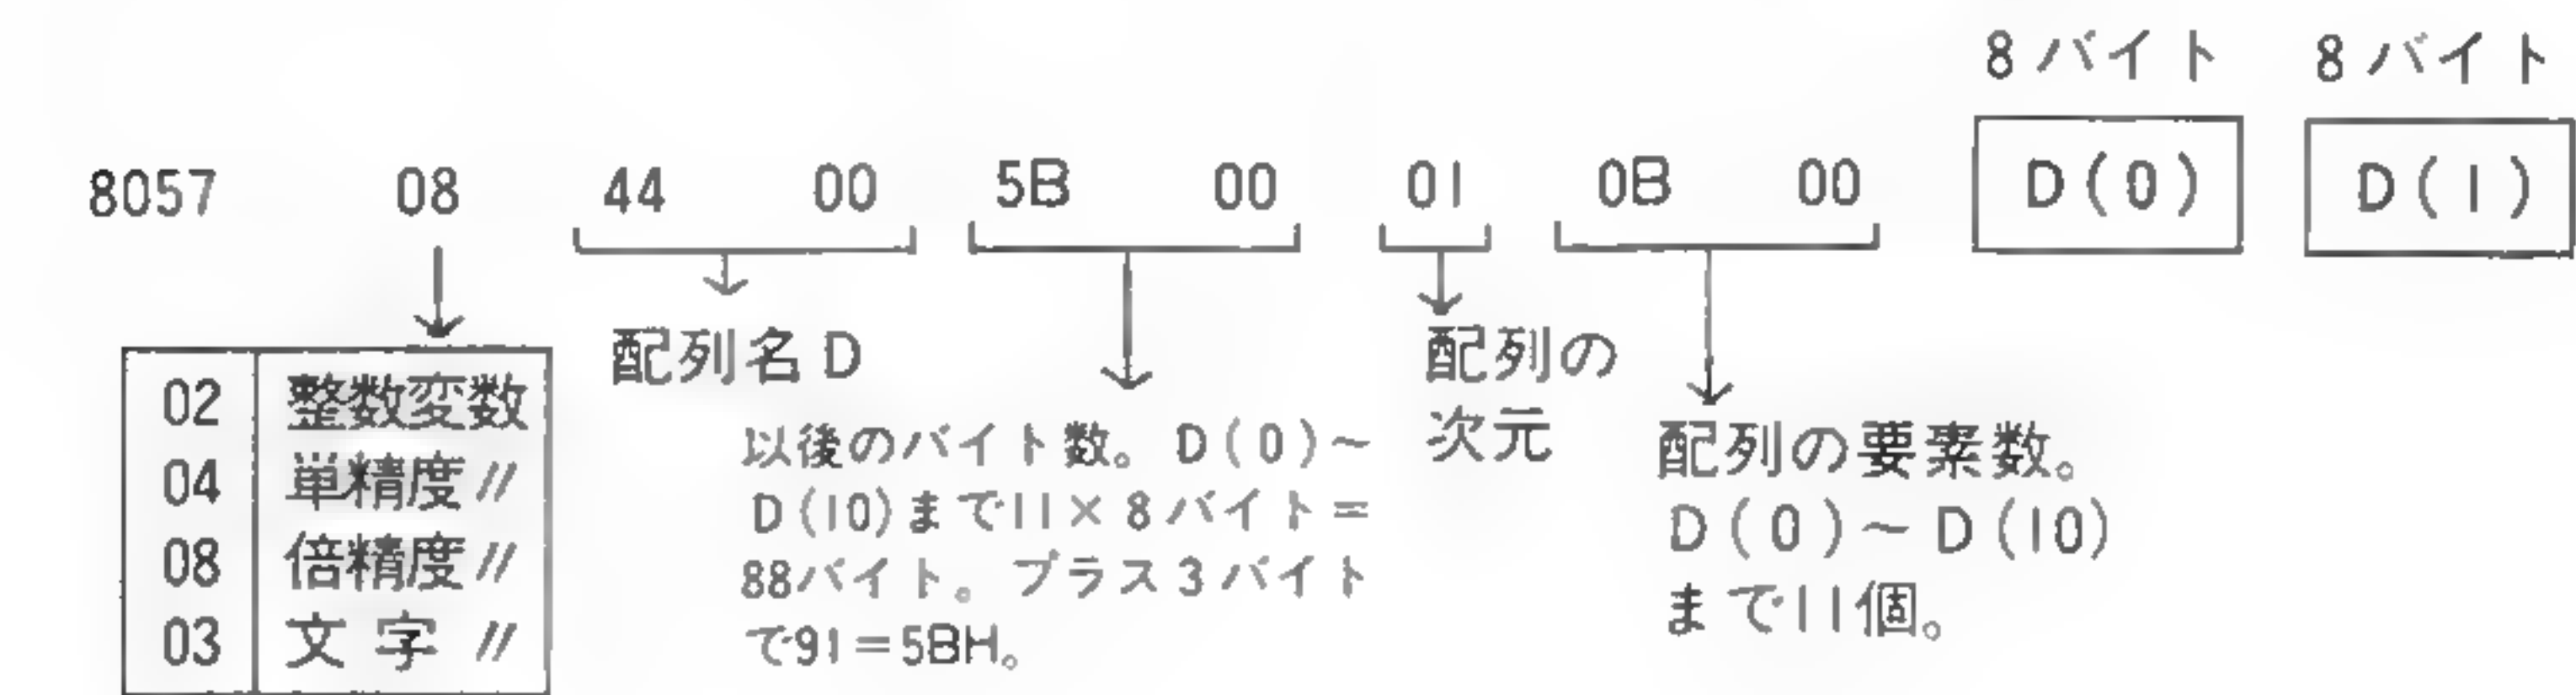 8バイト 8バイト
8057 08 44 00 5B 00 01 0B 00 D(0) D(1)
配列名D
配列の
次元
02 整数変数
04 単精度〃
08 倍精度〃
03 文字〃
以後のバイト数。D(0)～
D(10)まで11×8バイト＝
88バイト。プラス3バイト
で91＝5BH。
配列の要素数。
D(0)～D(10)
まで11個。